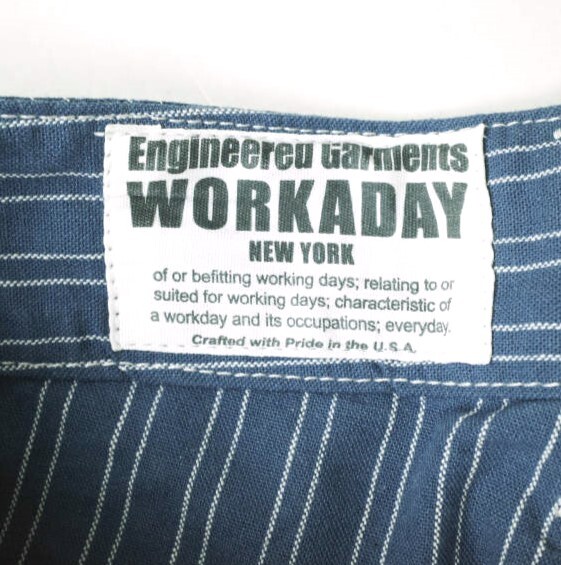 Engineered Garments
WORKADAY
NEW YORK
of or befitting working days; relating to or
suited for working days; characteristic of
a workday and its occupations; everyday.
Crafted with Pride in the U.S.A.